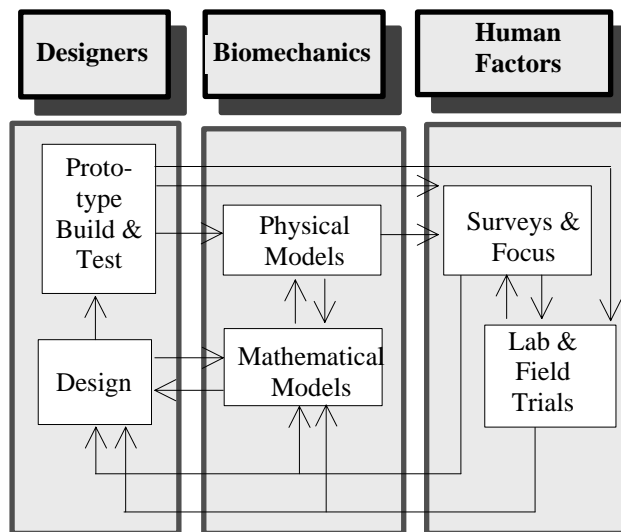 Designers
Biomechanics
Human
Factors
Proto-
type
Build &
Test
Physical
Models
Surveys &
Focus
Design
Mathematical
Models
Lab &
Field
Trials